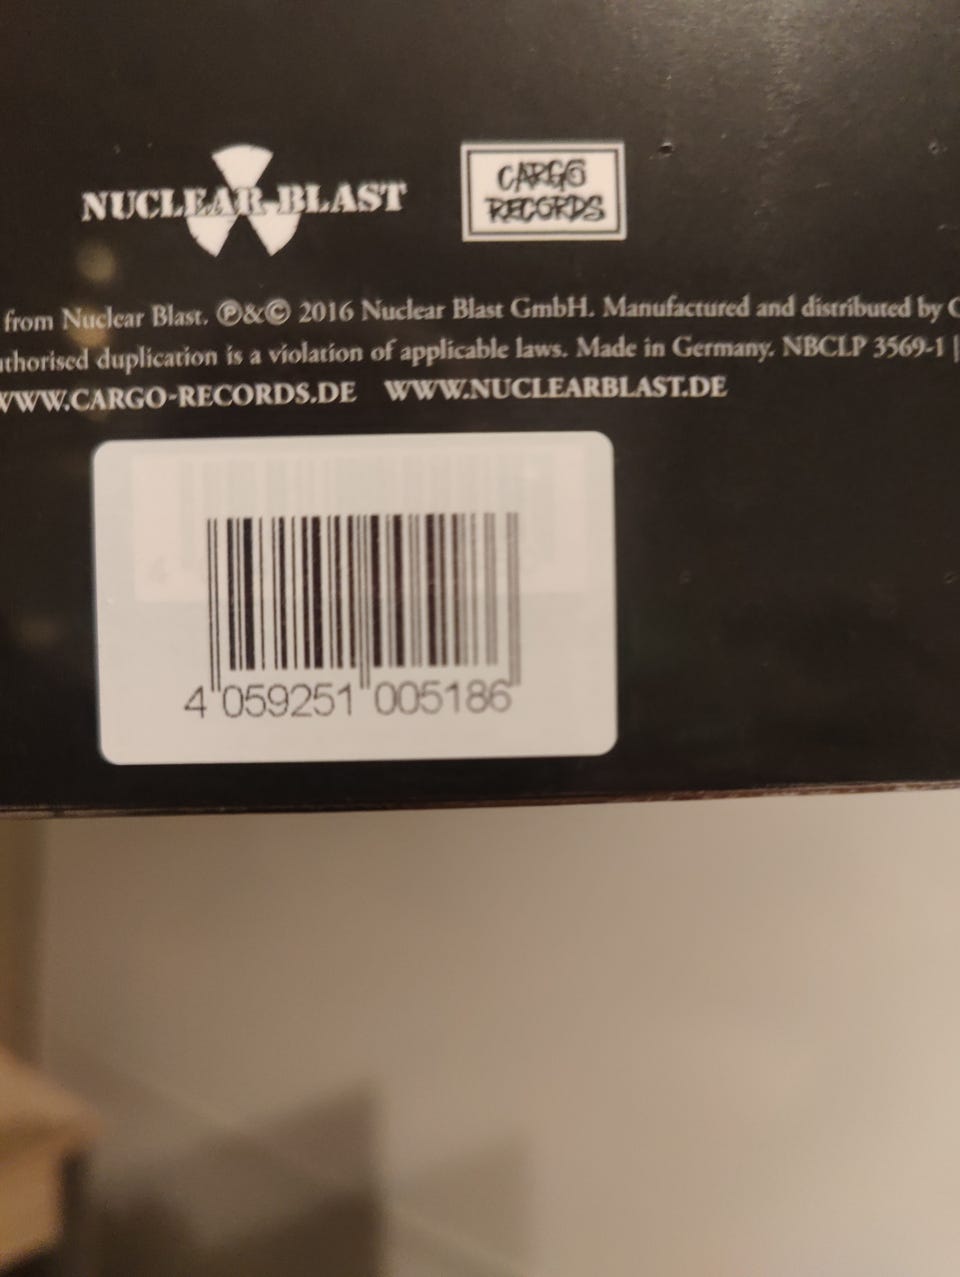 NUCLEAR BLAST
CARGO RECORDS
from Nuclear Blast. ℗&© 2016 Nuclear Blast GmbH. Manufactured and distributed by C
uthorised duplication is a violation of applicable laws. Made in Germany. NBCLP 3569-1 |
WWW.CARGO-RECORDS.DE WWW.NUCLEARBLAST.DE
4 059251 005186